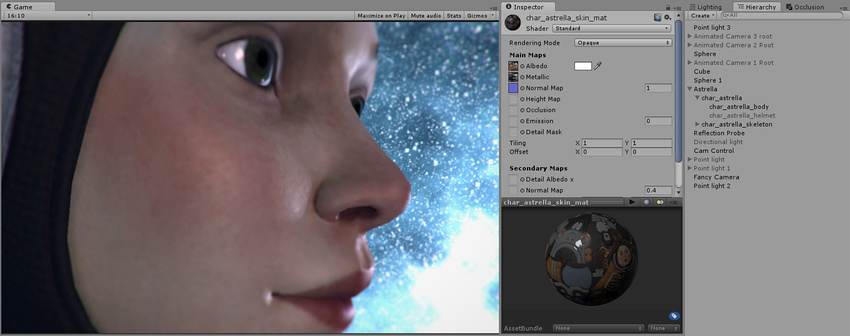 Game
16:10
Maximize on Play Mute audio Stats Gizmos
Inspector
char_astrella_skin_mat
Shader Standard
Rendering Mode Opaque
Main Maps
Albedo
Metallic
Normal Map 1
Height Map
Occlusion
Emission 0
Detail Mask
Tiling X 1 Y 1
Offset X 0 Y 0
Secondary Maps
Detail Albedo x
Normal Map 0.4
char_astrella_skin_mat
AssetBundle None None
Lighting Hierarchy Occlusion
Create All
Point light 3
Animated Camera 3 root
Animated Camera 2 Root
Sphere
Animated Camera 1 Root
Cube
Sphere 1
Astrella
char_astrella
char_astrella_body
char_astrella_helmet
char_astrella_skeleton
Reflection Probe
Directional light
Cam Control
Point light
Point light 1
Fancy Camera
Point light 2